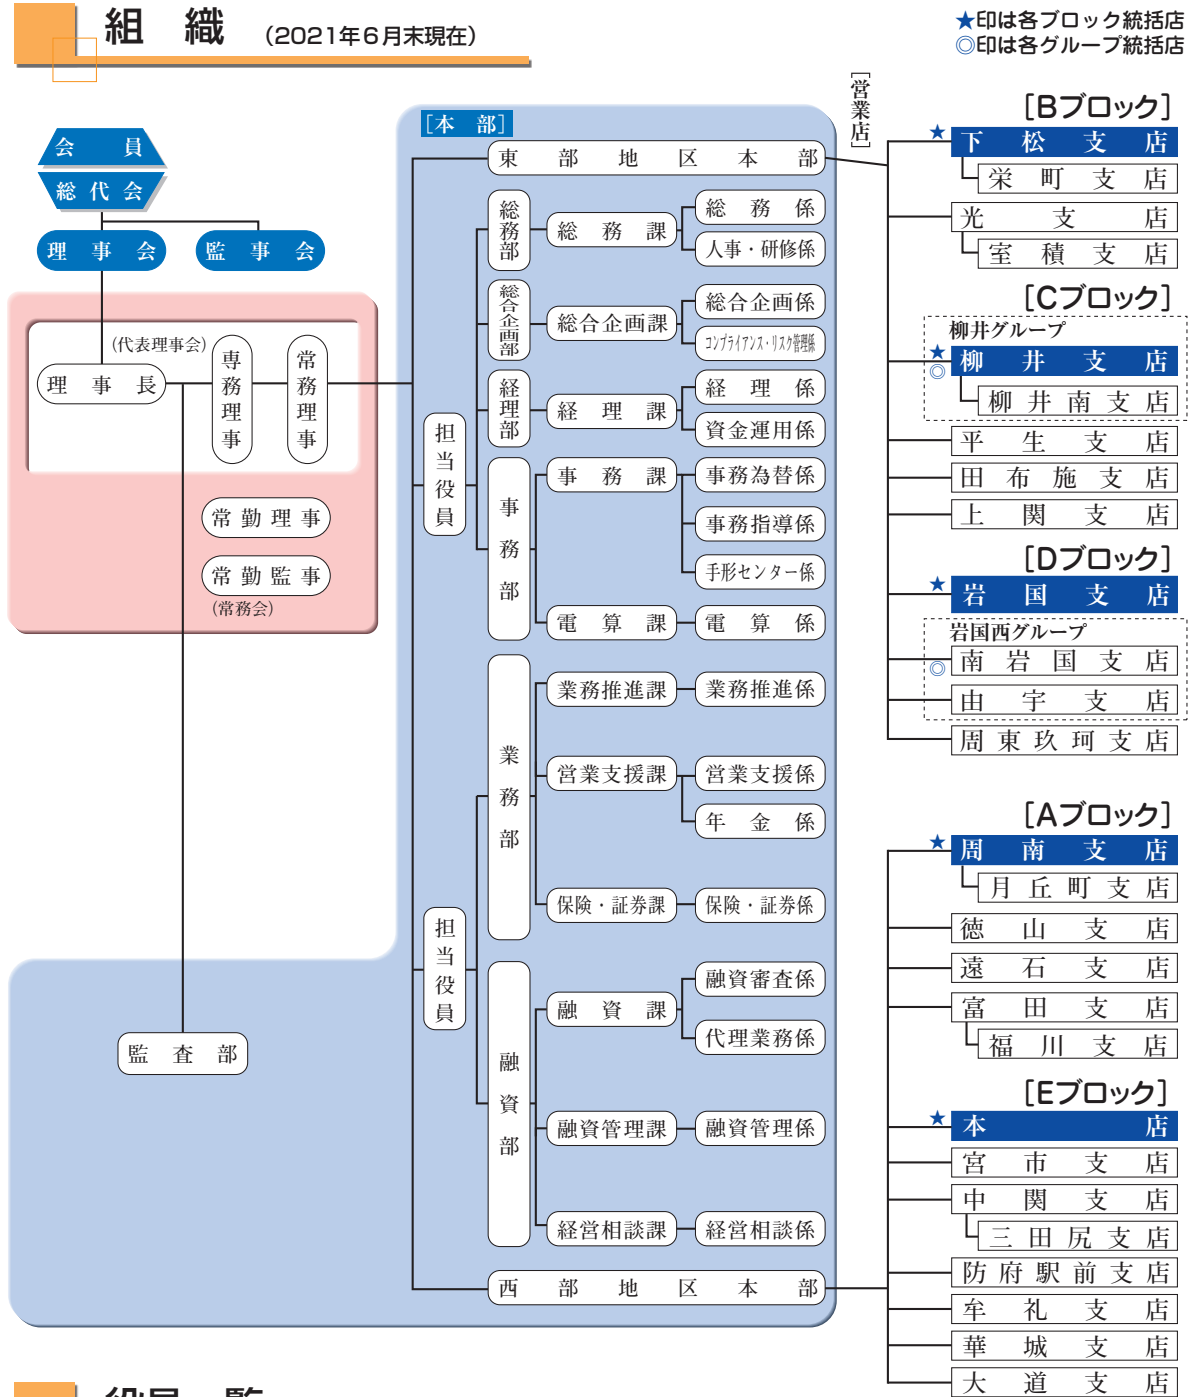 組織 (2021年6月末現在)
★印は各ブロック統括店
◎印は各グループ統括店
会員
総代会
理事会
監事会
(代表理事会)
理事長
専務理事
常務理事
常勤理事
常勤監事
(常務会)
監査部
[本部]
東部地区本部
担当役員
総務部
総務課
総務係
人事・研修係
総合企画部
総合企画課
総合企画係
コンプライアンス・リスク管理係
経理部
経理課
経理係
資金運用係
事務部
事務課
事務為替係
事務指導係
手形センター係
電算課
電算係
担当役員
業務部
業務推進課
業務推進係
営業支援課
営業支援係
年金係
保険・証券課
保険・証券係
融資部
融資課
融資審査係
代理業務係
融資管理課
融資管理係
経営相談課
経営相談係
西部地区本部
[営業店]
[Bブロック]
★
下松支店
栄町支店
光支店
室積支店
[Cブロック]
柳井グループ
★
◎
柳井支店
柳井南支店
平生支店
田布施支店
上関支店
[Dブロック]
★
岩国支店
岩国西グループ
◎
南岩国支店
由宇支店
周東玖珂支店
[Aブロック]
★
周南支店
月丘町支店
徳山支店
遠石支店
富田支店
福川支店
[Eブロック]
★
本店
宮市支店
中関支店
三田尻支店
防府駅前支店
牟礼支店
華城支店
大道支店